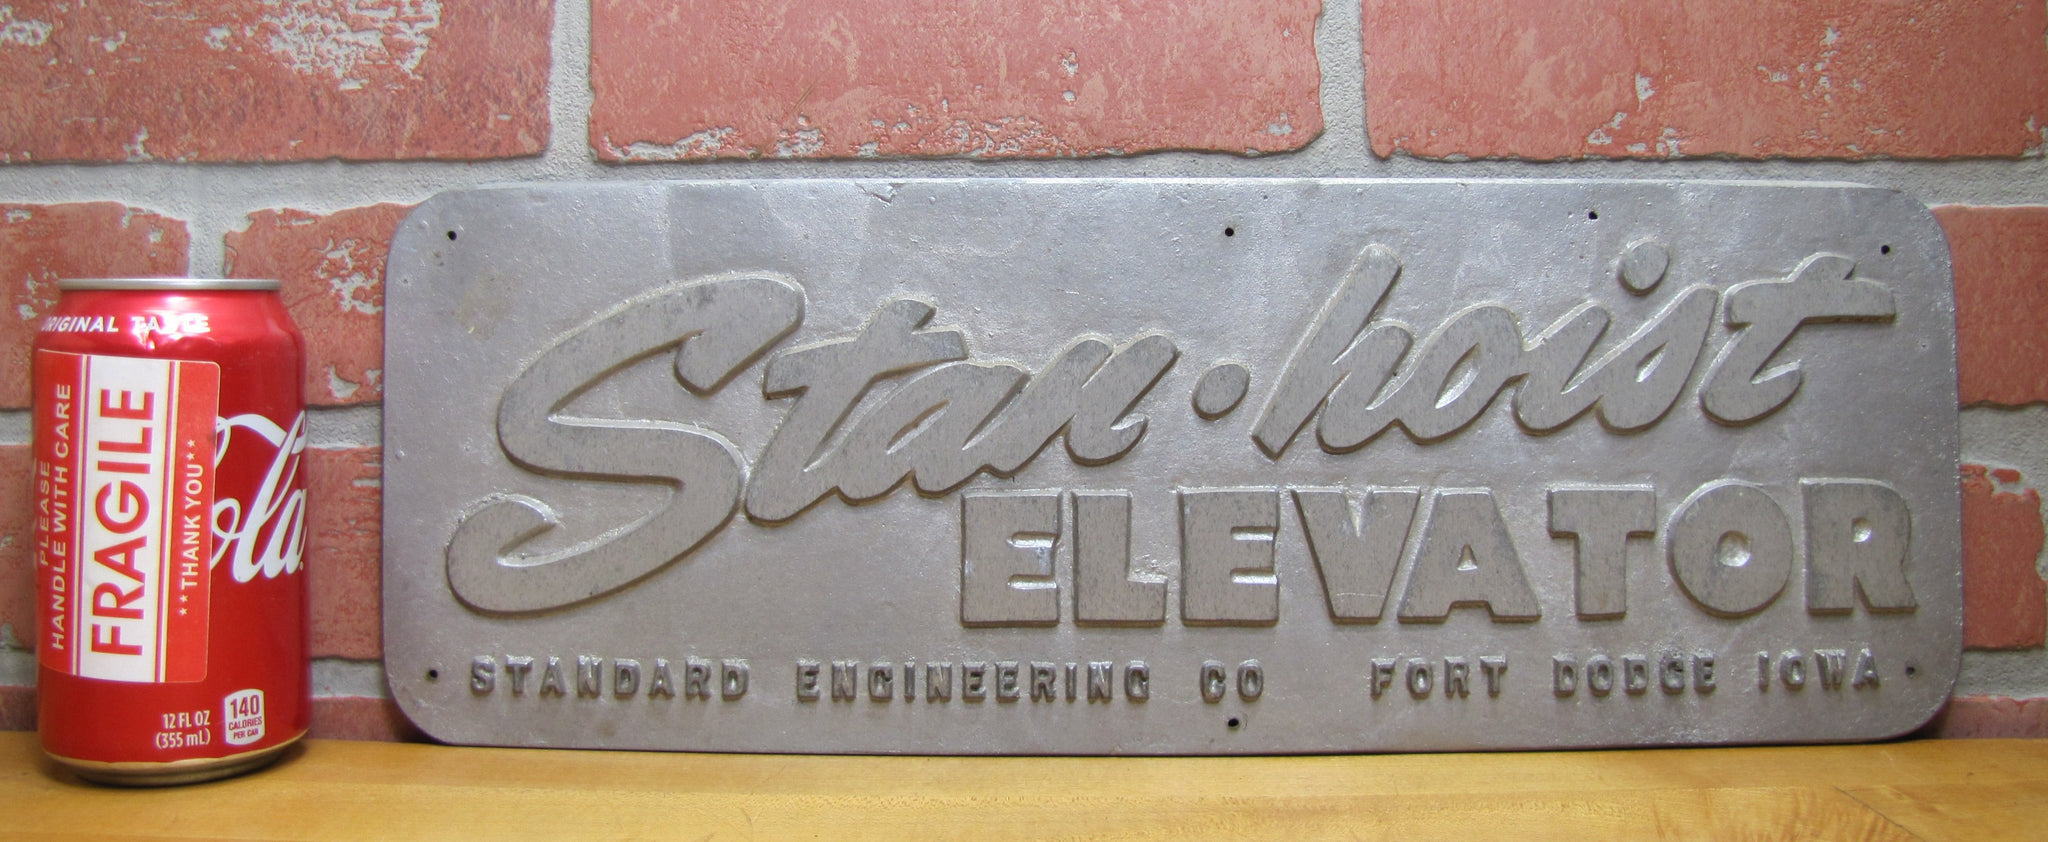 ORIGINAL TASTE
PLEASE
HANDLE WITH CARE
FRAGILE
**THANK YOU**
Cola
12 FL OZ
(355 mL)
140
CALORIES
PER CAN
Stan·hoist
ELEVATOR
STANDARD ENGINEERING CO FORT DODGE IOWA